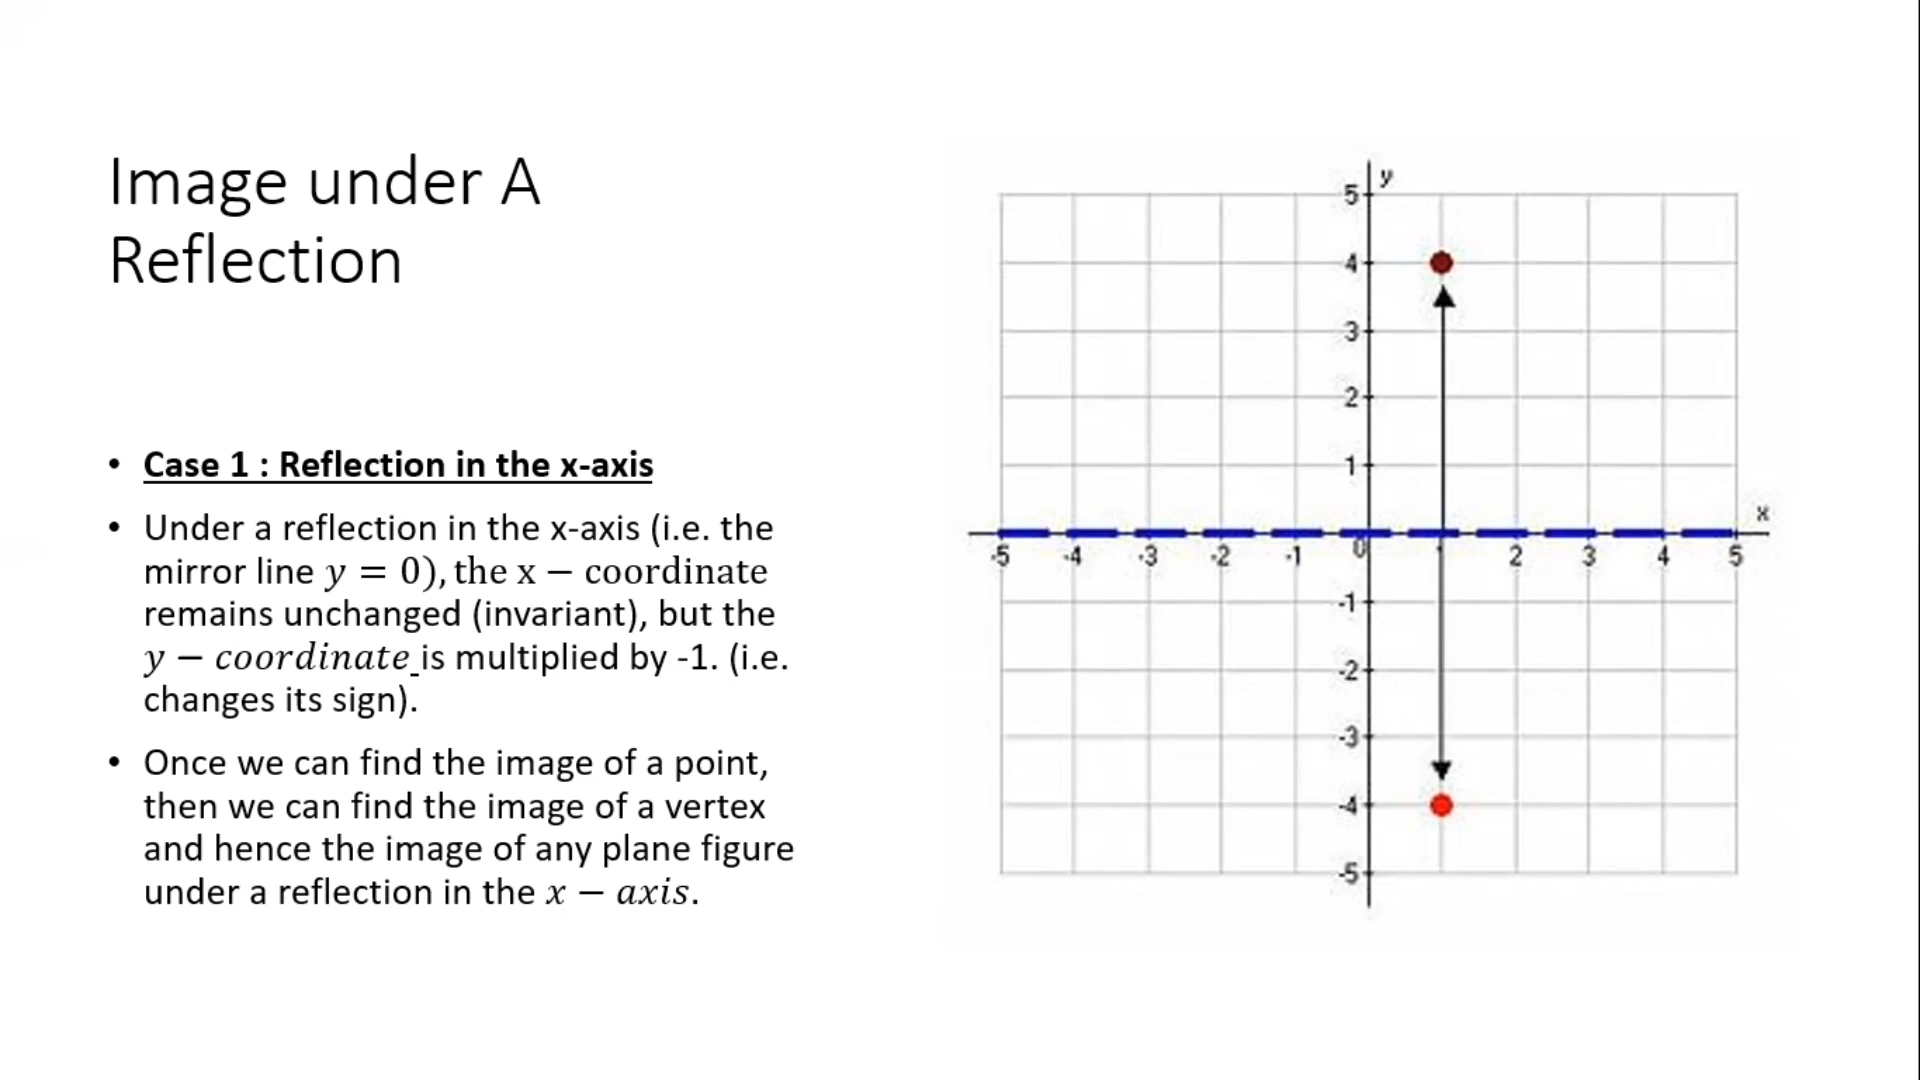 Image under A
Reflection
• Case 1 : Reflection in the x-axis
• Under a reflection in the x-axis (i.e. the
mirror line y = 0), the x − coordinate
remains unchanged (invariant), but the
y − coordinate is multiplied by -1. (i.e.
changes its sign).
• Once we can find the image of a point,
then we can find the image of a vertex
and hence the image of any plane figure
under a reflection in the x − axis.
y
5
4
3
2
1
x
-5 -4 -3 -2 -1 0 1 2 3 4 5
-1
-2
-3
-4
-5